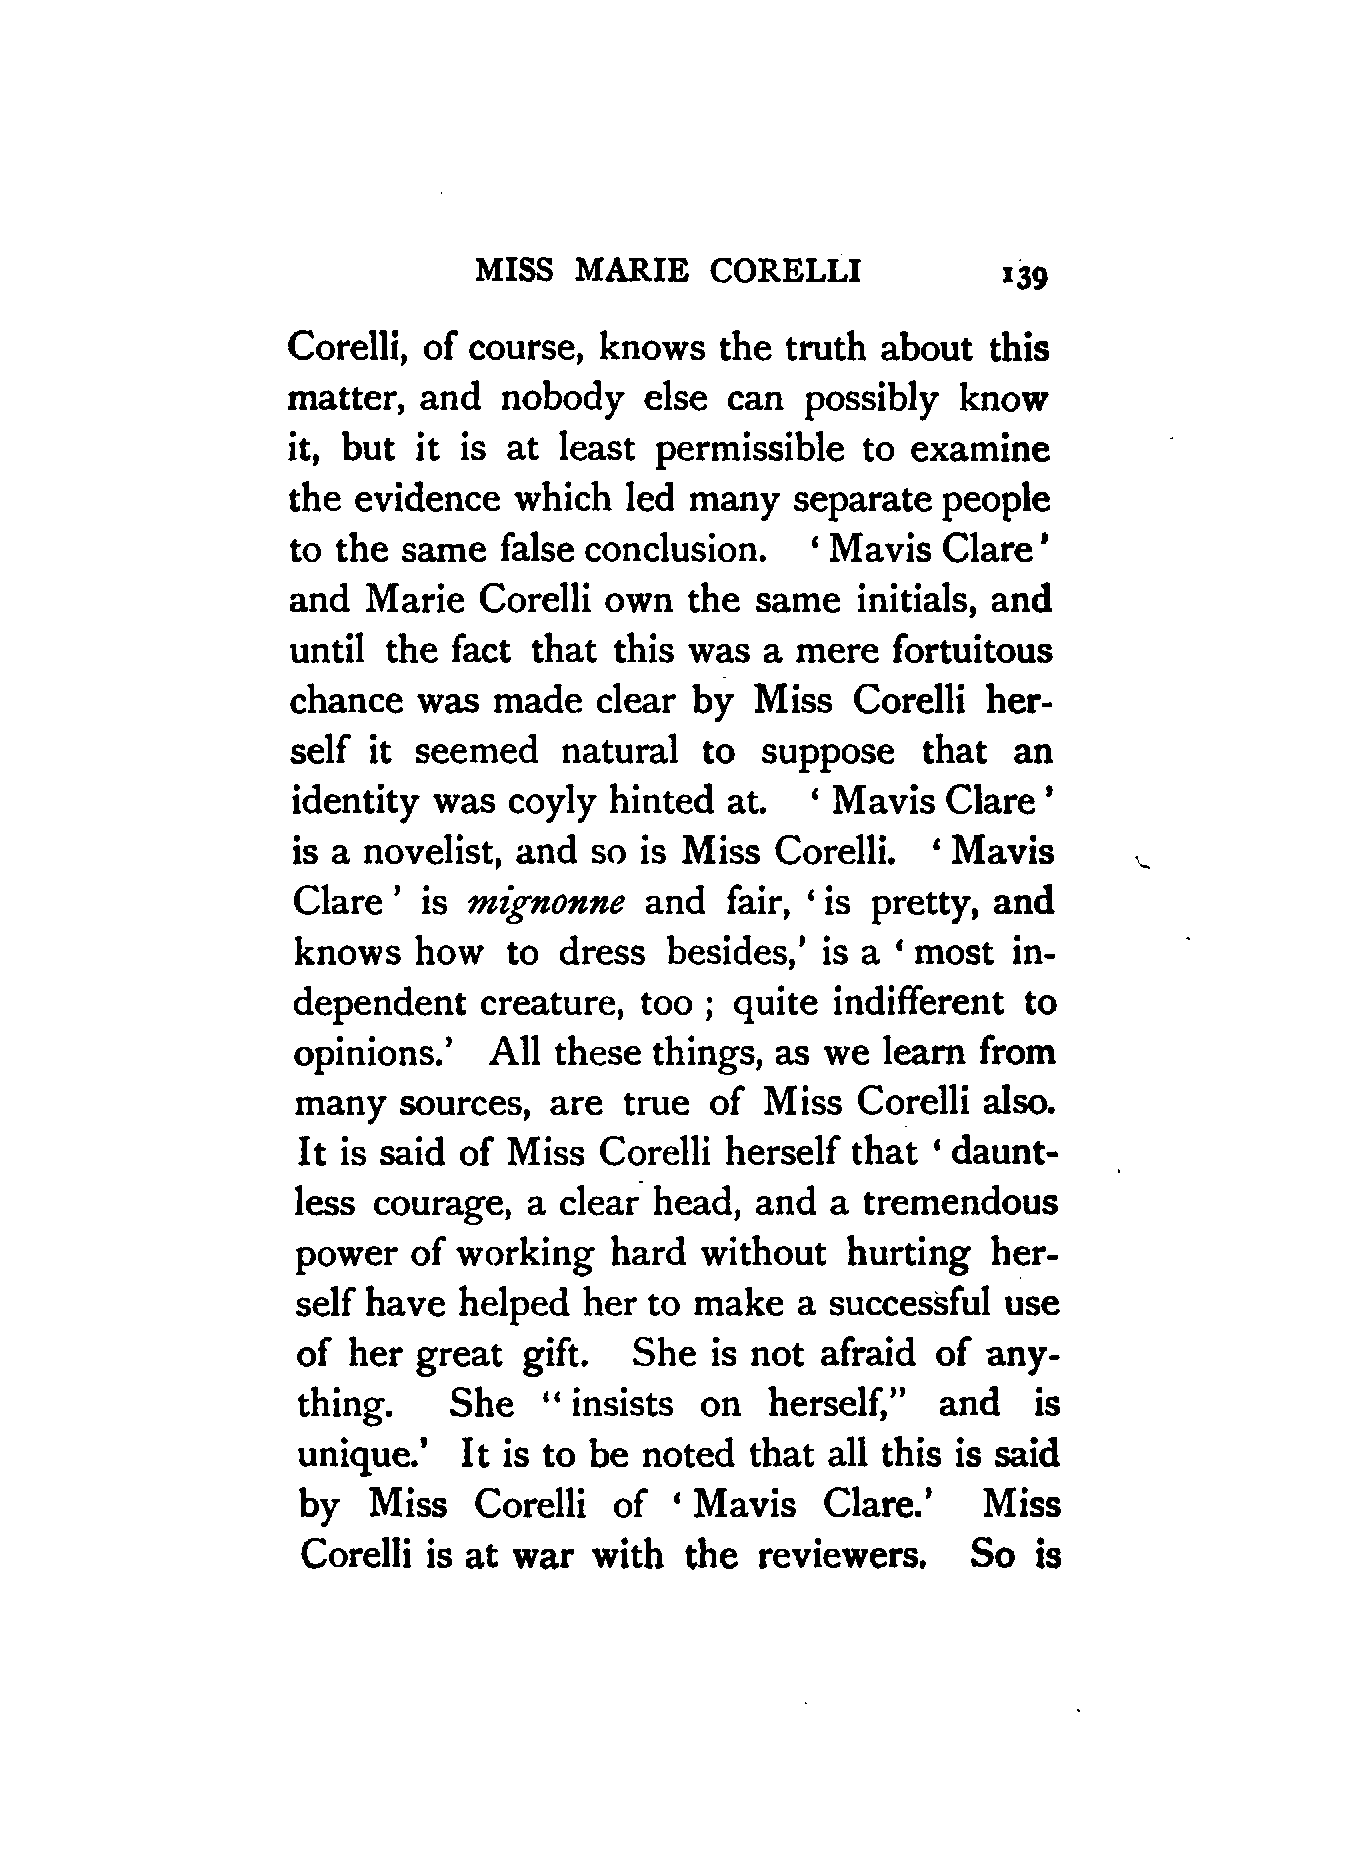 MISS MARIE CORELLI 139
Corelli, of course, knows the truth about this
matter, and nobody else can possibly know
it, but it is at least permissible to examine
the evidence which led many separate people
to the same false conclusion. ‘ Mavis Clare ’
and Marie Corelli own the same initials, and
until the fact that this was a mere fortuitous
chance was made clear by Miss Corelli her-
self it seemed natural to suppose that an
identity was coyly hinted at. ‘ Mavis Clare ’
is a novelist, and so is Miss Corelli. ‘ Mavis
Clare ’ is mignonne and fair, ‘ is pretty, and
knows how to dress besides,’ is a ‘ most in-
dependent creature, too ; quite indifferent to
opinions.’ All these things, as we learn from
many sources, are true of Miss Corelli also.
It is said of Miss Corelli herself that ‘ daunt-
less courage, a clear head, and a tremendous
power of working hard without hurting her-
self have helped her to make a successful use
of her great gift. She is not afraid of any-
thing. She “ insists on herself,” and is
unique.’ It is to be noted that all this is said
by Miss Corelli of ‘ Mavis Clare.’ Miss
Corelli is at war with the reviewers. So is